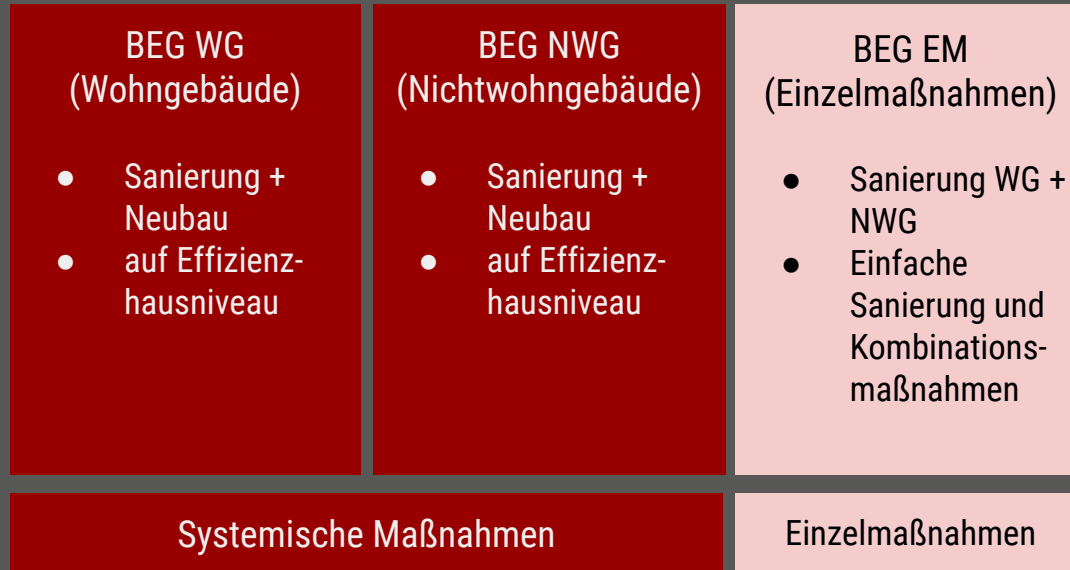 BEG WG
(Wohngebäude)
● Sanierung +
Neubau
● auf Effizienz-
hausniveau
BEG NWG
(Nichtwohngebäude)
● Sanierung +
Neubau
● auf Effizienz-
hausniveau
BEG EM
(Einzelmaßnahmen)
● Sanierung WG +
NWG
● Einfache
Sanierung und
Kombinations-
maßnahmen
Systemische Maßnahmen
Einzelmaßnahmen